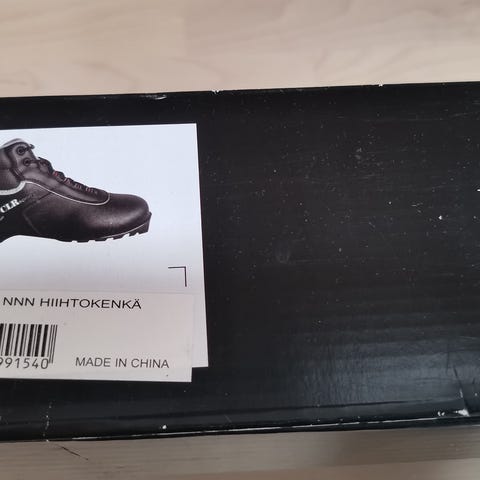 CLR
NNN HIIHTOKENKÄ
991540
MADE IN CHINA